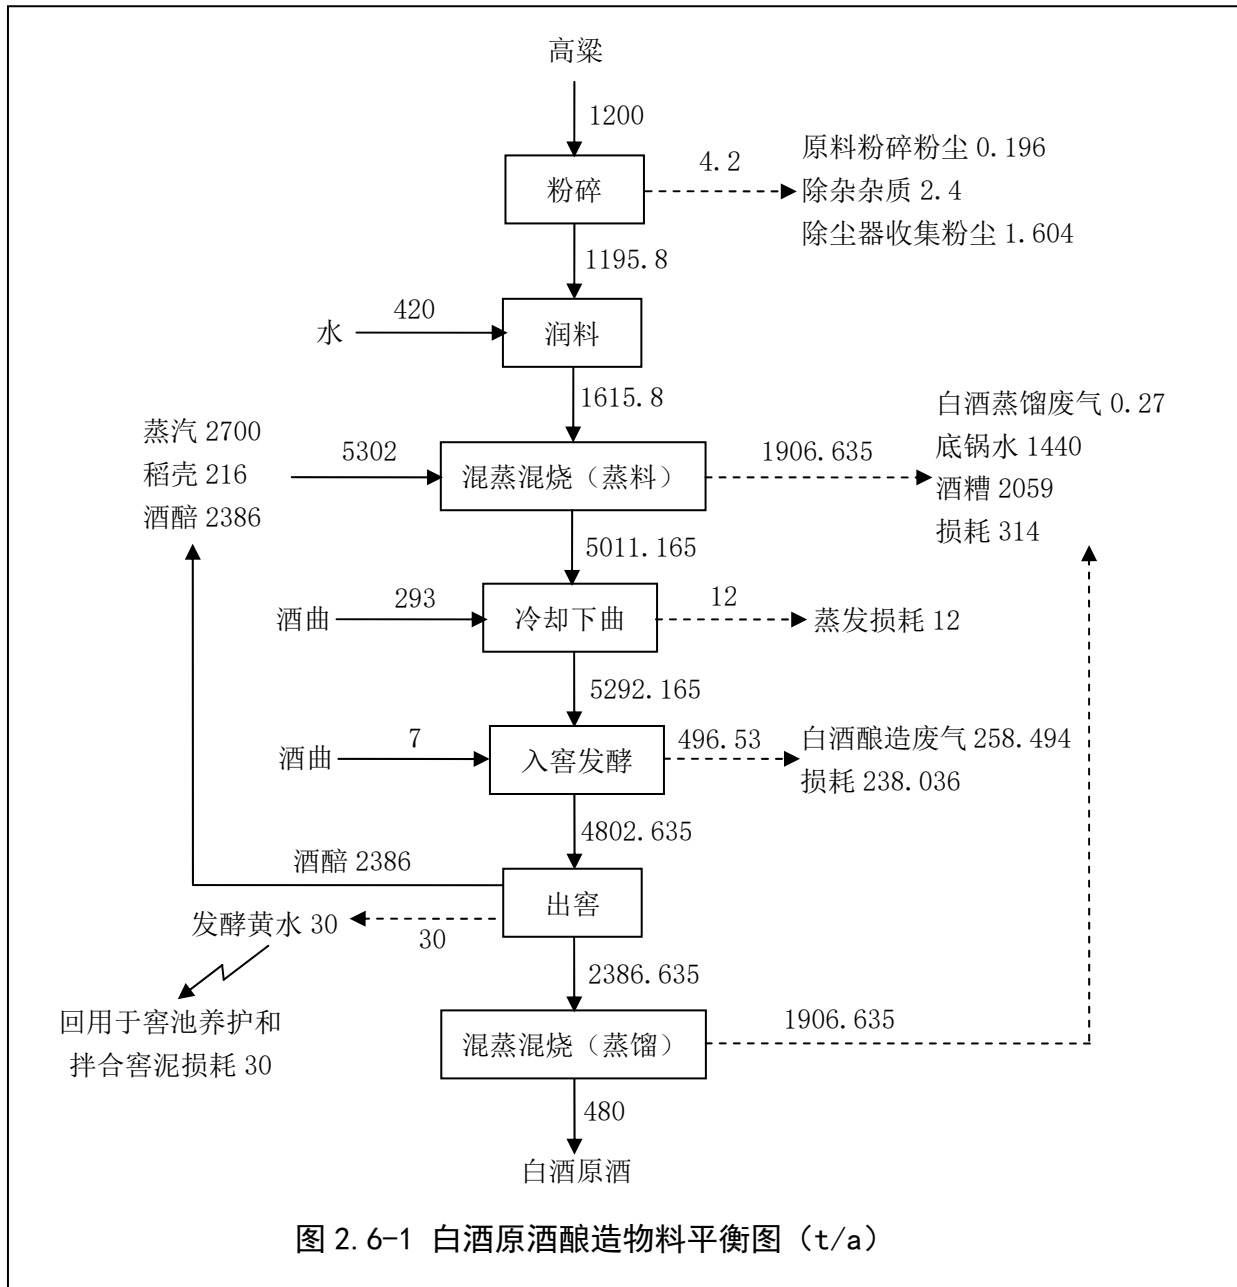 高粱
1200
粉碎
4.2
原料粉碎粉尘 0.196
除杂杂质 2.4
除尘器收集粉尘 1.604
1195.8
水
420
润料
1615.8
蒸汽 2700
稻壳 216
酒醅 2386
5302
混蒸混烧（蒸料）
1906.635
白酒蒸馏废气 0.27
底锅水 1440
酒糟 2059
损耗 314
5011.165
酒曲
293
冷却下曲
12
蒸发损耗 12
5292.165
酒曲
7
入窖发酵
496.53
白酒酿造废气 258.494
损耗 238.036
4802.635
酒醅 2386
出窖
发酵黄水 30
30
回用于窖池养护和
拌合窖泥损耗 30
2386.635
混蒸混烧（蒸馏）
1906.635
480
白酒原酒
图 2.6-1 白酒原酒酿造物料平衡图（t/a）